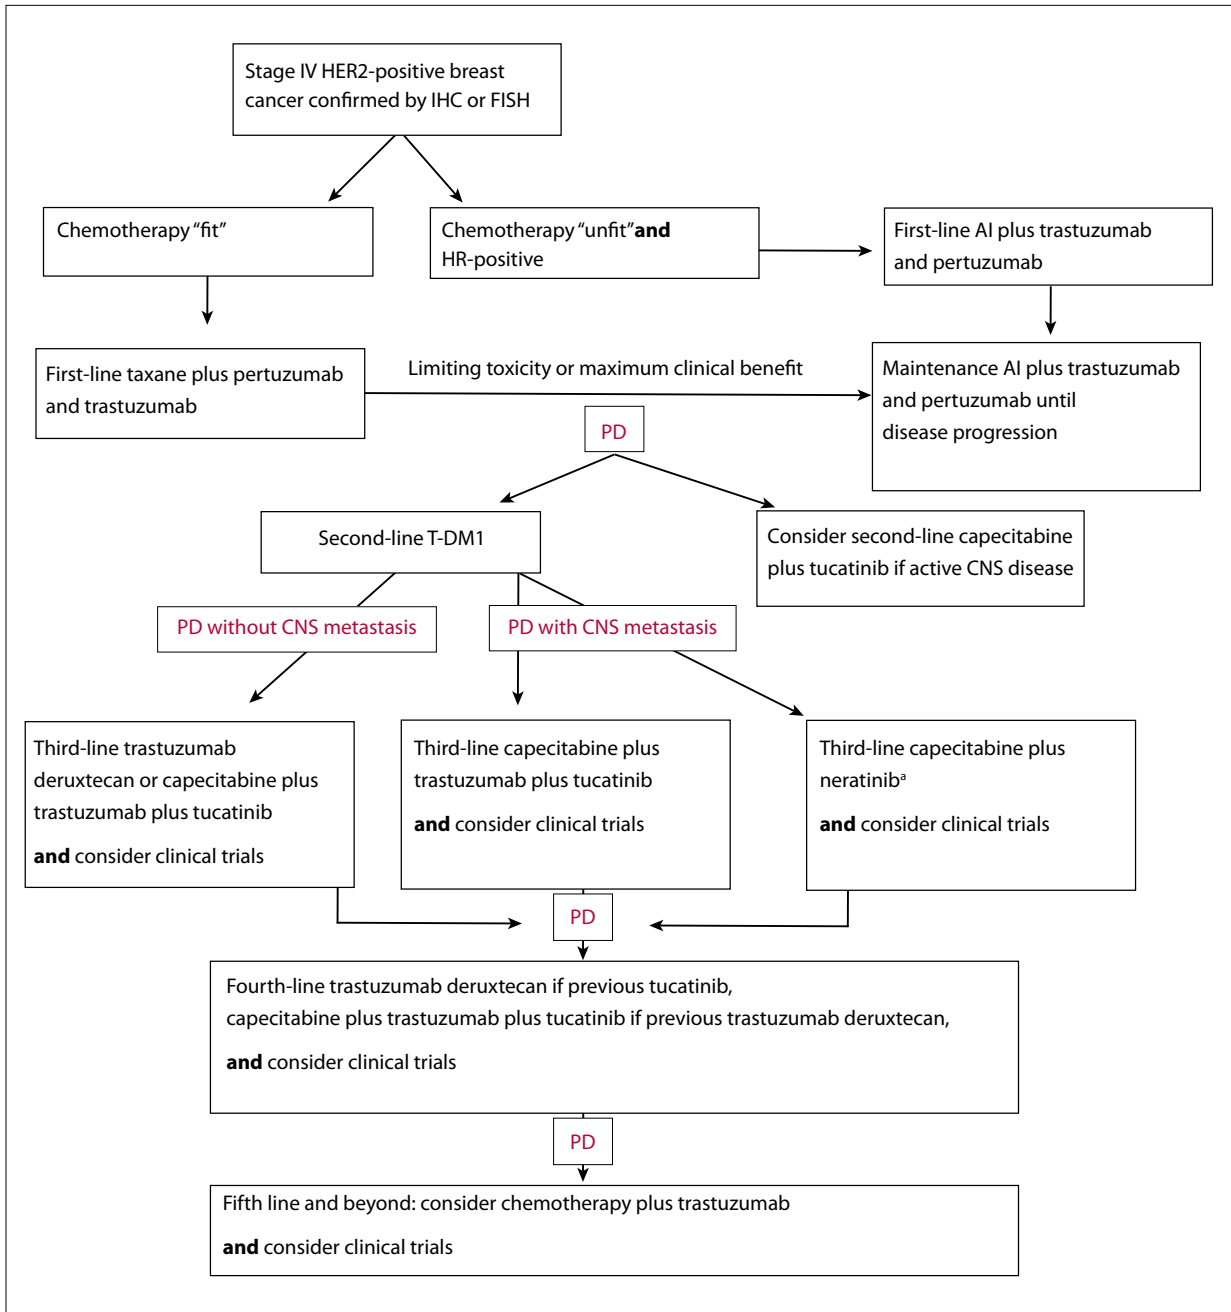 Stage IV HER2-positive breast
cancer confirmed by IHC or FISH
Chemotherapy “fit”
Chemotherapy “unfit”and
HR-positive
First-line AI plus trastuzumab
and pertuzumab
First-line taxane plus pertuzumab
and trastuzumab
Limiting toxicity or maximum clinical benefit
Maintenance AI plus trastuzumab
and pertuzumab until
disease progression
PD
Second-line T-DM1
Consider second-line capecitabine
plus tucatinib if active CNS disease
PD without CNS metastasis
PD with CNS metastasis
Third-line trastuzumab
deruxtecan or capecitabine plus
trastuzumab plus tucatinib
and consider clinical trials
Third-line capecitabine plus
trastuzumab plus tucatinib
and consider clinical trials
Third-line capecitabine plus
neratinibᵃ
and consider clinical trials
PD
Fourth-line trastuzumab deruxtecan if previous tucatinib,
capecitabine plus trastuzumab plus tucatinib if previous trastuzumab deruxtecan,
and consider clinical trials
PD
Fifth line and beyond: consider chemotherapy plus trastuzumab
and consider clinical trials